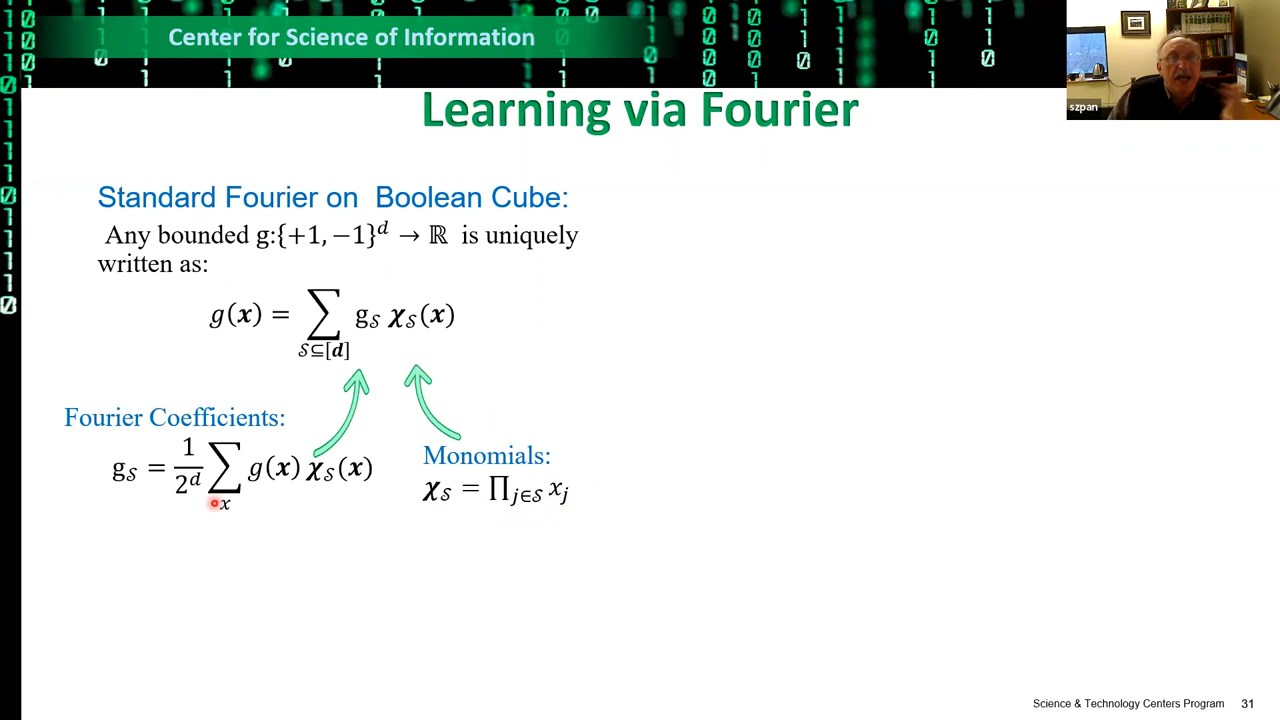 Center for Science of Information
szpan
Learning via Fourier
Standard Fourier on Boolean Cube:
Any bounded g:{+1, −1}ᵈ → ℝ is uniquely
written as:
g(𝒙) = ∑_{𝒮⊆[𝒅]} g_𝒮 𝝌_𝒮(𝒙)
Fourier Coefficients:
g_𝒮 = 1/2ᵈ ∑_x g(𝒙) 𝝌_𝒮(𝒙)
Monomials:
𝝌_𝒮 = ∏_{j∈𝒮} x_j
Science & Technology Centers Program 31